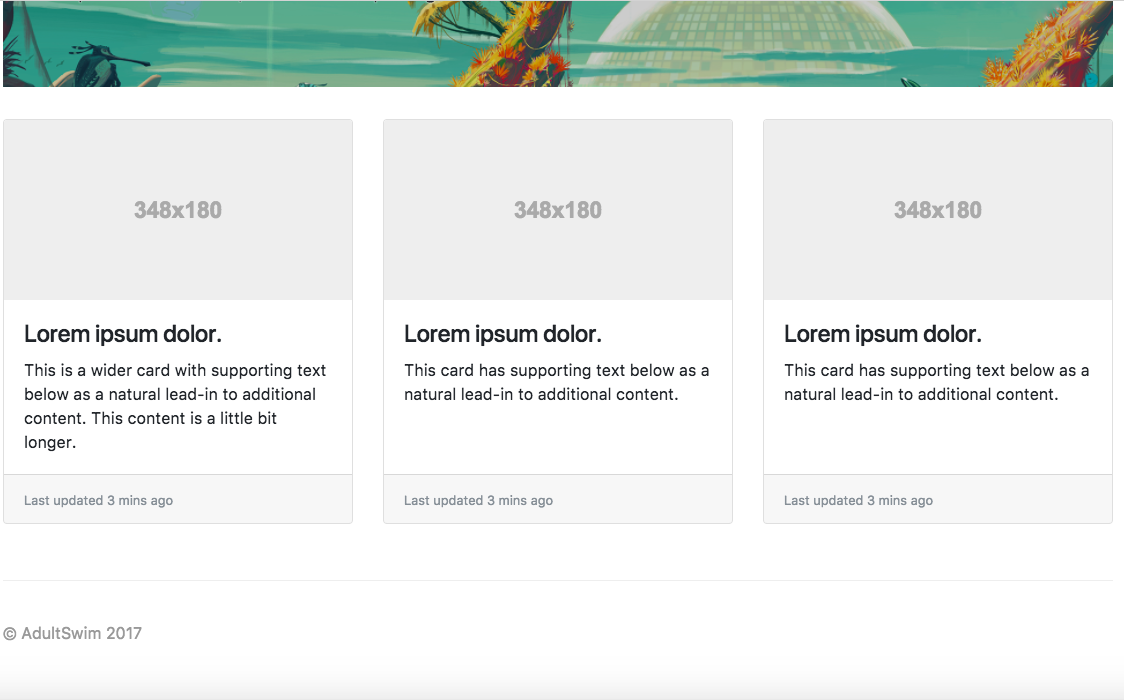 348x180
348x180
348x180
Lorem ipsum dolor.
This is a wider card with supporting text
below as a natural lead-in to additional
content. This content is a little bit
longer.
Last updated 3 mins ago
Lorem ipsum dolor.
This card has supporting text below as a
natural lead-in to additional content.
Last updated 3 mins ago
Lorem ipsum dolor.
This card has supporting text below as a
natural lead-in to additional content.
Last updated 3 mins ago
© AdultSwim 2017